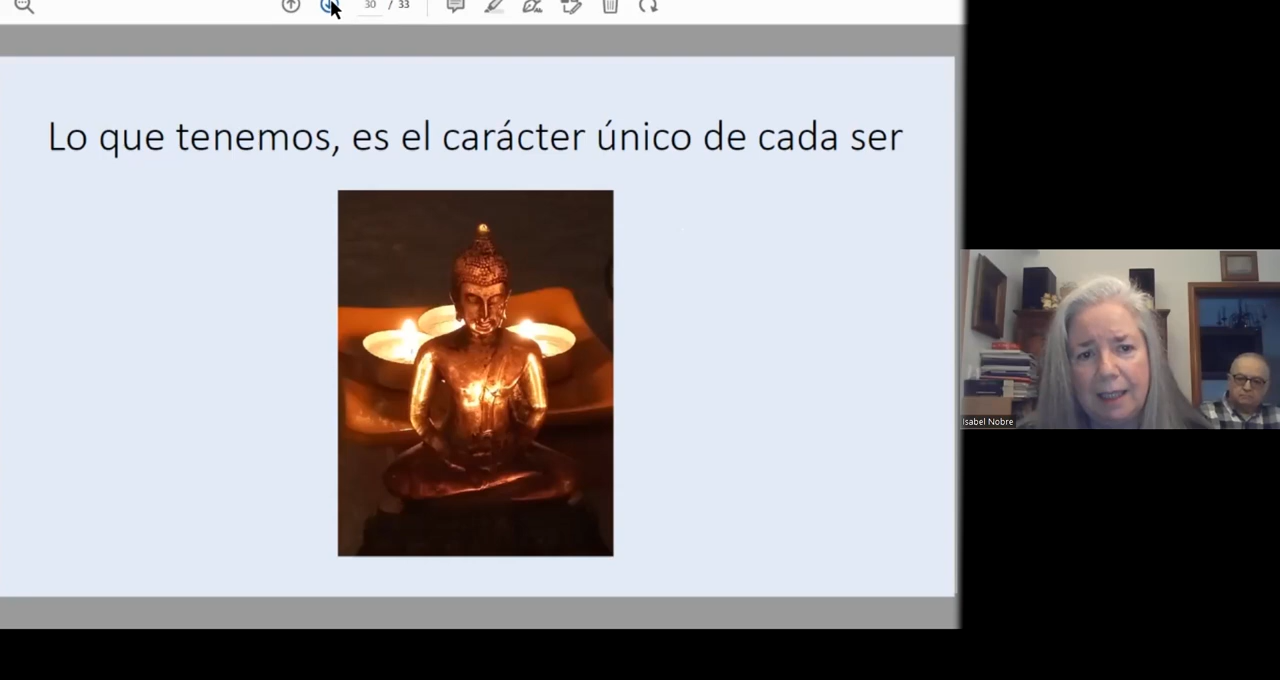 30 / 33
Lo que tenemos, es el carácter único de cada ser
Isabel Nobre